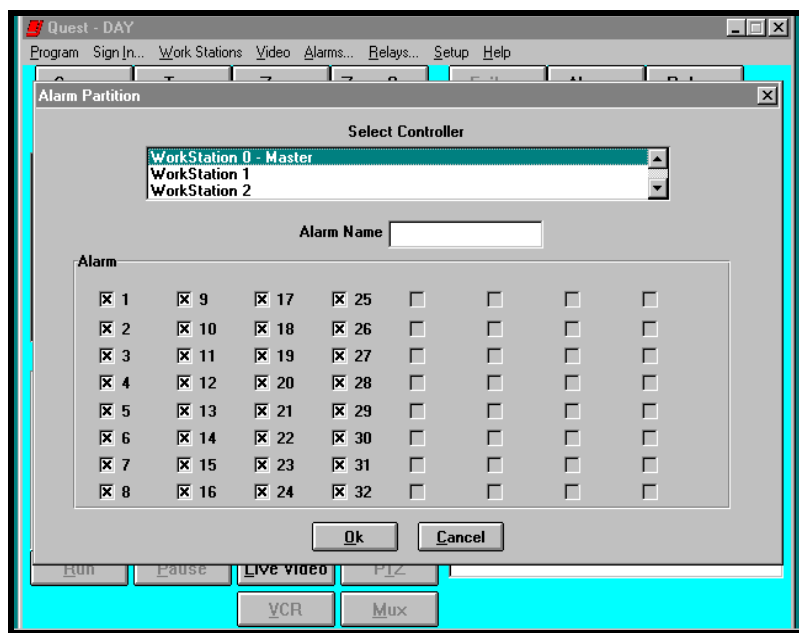 Quest - DAY
Program Sign In... Work Stations Video Alarms... Relays... Setup Help
Alarm Partition
Select Controller
WorkStation 0 - Master
WorkStation 1
WorkStation 2
Alarm Name
Alarm
1 9 17 25
2 10 18 26
3 11 19 27
4 12 20 28
5 13 21 29
6 14 22 30
7 15 23 31
8 16 24 32
Ok Cancel
Run Pause Live Video PTZ
VCR Mux